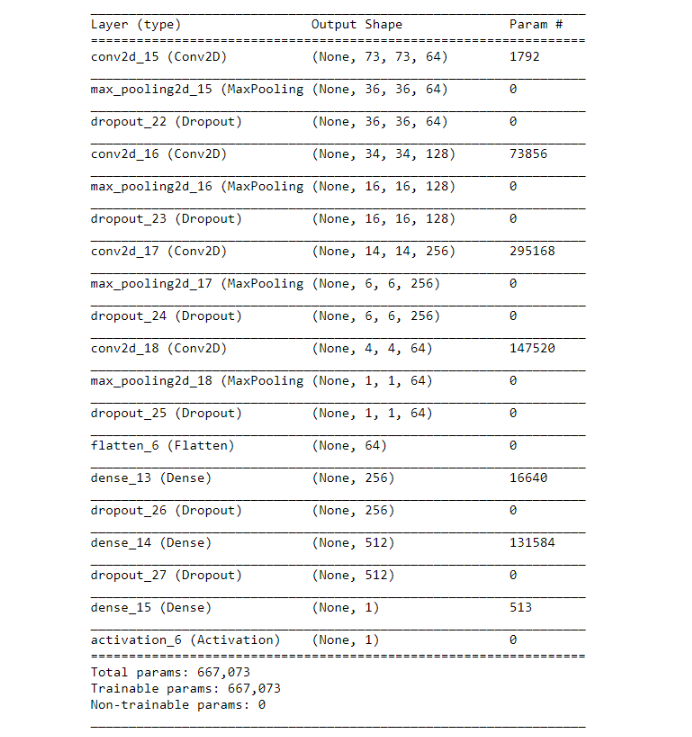 Layer (type) Output Shape Param #
conv2d_15 (Conv2D) (None, 73, 73, 64) 1792
max_pooling2d_15 (MaxPooling (None, 36, 36, 64) 0
dropout_22 (Dropout) (None, 36, 36, 64) 0
conv2d_16 (Conv2D) (None, 34, 34, 128) 73856
max_pooling2d_16 (MaxPooling (None, 16, 16, 128) 0
dropout_23 (Dropout) (None, 16, 16, 128) 0
conv2d_17 (Conv2D) (None, 14, 14, 256) 295168
max_pooling2d_17 (MaxPooling (None, 6, 6, 256) 0
dropout_24 (Dropout) (None, 6, 6, 256) 0
conv2d_18 (Conv2D) (None, 4, 4, 64) 147520
max_pooling2d_18 (MaxPooling (None, 1, 1, 64) 0
dropout_25 (Dropout) (None, 1, 1, 64) 0
flatten_6 (Flatten) (None, 64) 0
dense_13 (Dense) (None, 256) 16640
dropout_26 (Dropout) (None, 256) 0
dense_14 (Dense) (None, 512) 131584
dropout_27 (Dropout) (None, 512) 0
dense_15 (Dense) (None, 1) 513
activation_6 (Activation) (None, 1) 0
Total params: 667,073
Trainable params: 667,073
Non-trainable params: 0